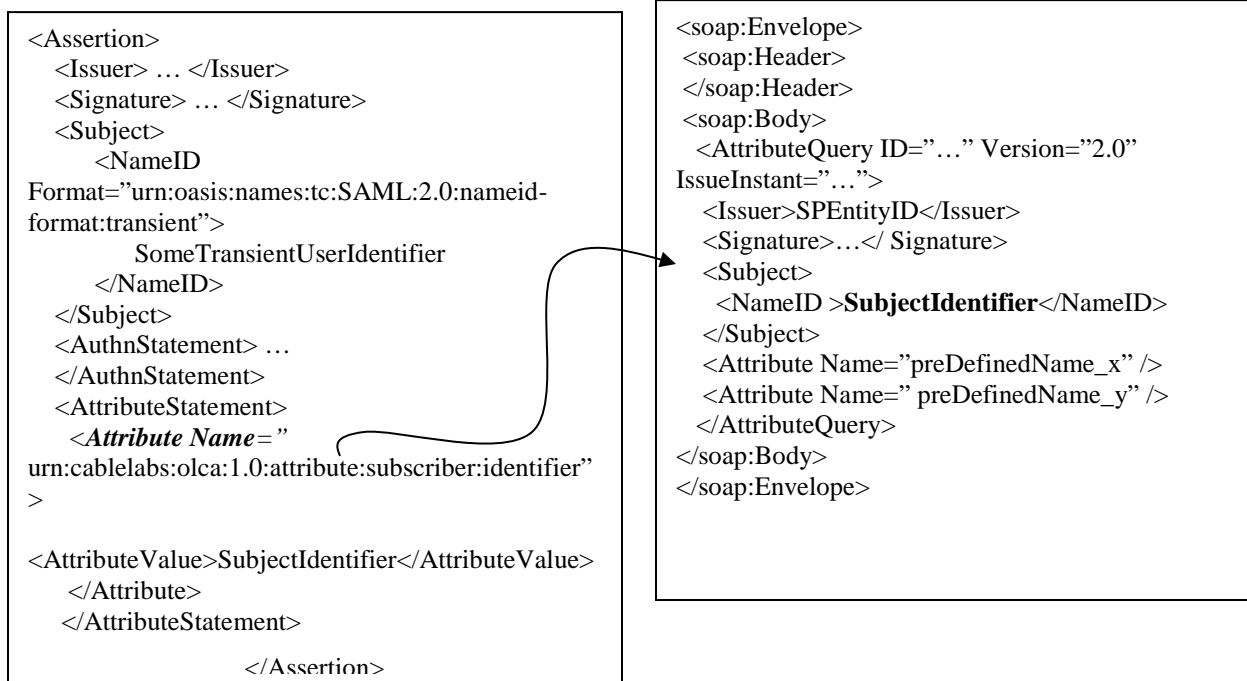 <Assertion>
<Issuer> … </Issuer>
<Signature> … </Signature>
<Subject>
<NameID
Format=”urn:oasis:names:tc:SAML:2.0:nameid-
format:transient”>
SomeTransientUserIdentifier
</NameID>
</Subject>
<AuthnStatement> …
</AuthnStatement>
<AttributeStatement>
<Attribute Name=”
urn:cablelabs:olca:1.0:attribute:subscriber:identifier”
>
<AttributeValue>SubjectIdentifier</AttributeValue>
</Attribute>
</AttributeStatement>
</Assertion>
<soap:Envelope>
<soap:Header>
</soap:Header>
<soap:Body>
<AttributeQuery ID=”…” Version=”2.0”
IssueInstant=”…”>
<Issuer>SPEntityID</Issuer>
<Signature>…</ Signature>
<Subject>
<NameID >SubjectIdentifier</NameID>
</Subject>
<Attribute Name=”preDefinedName_x” />
<Attribute Name=” preDefinedName_y” />
</AttributeQuery>
</soap:Body>
</soap:Envelope>